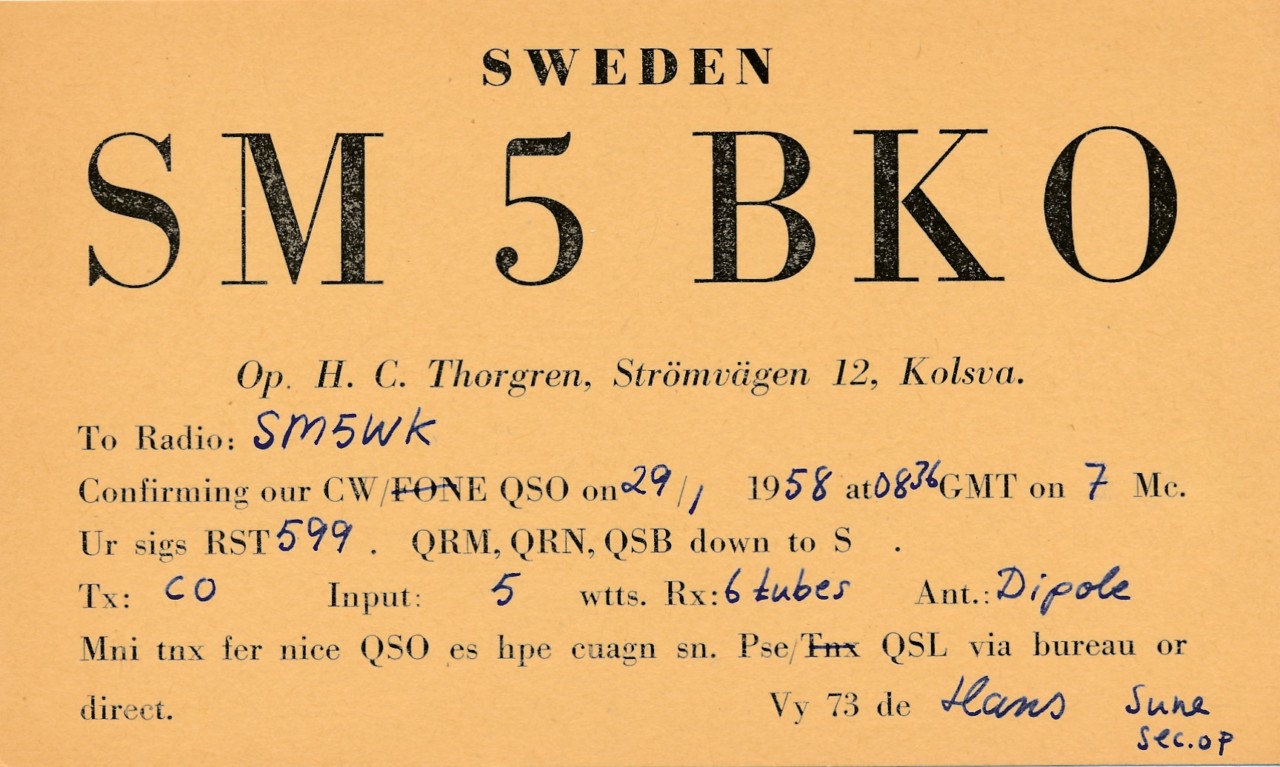 SWEDEN
SM 5 BKO
Op. H. C. Thorgren, Strömvägen 12, Kolsva.
To Radio: SM5WK
Confirming our CW/FONE QSO on 29/1 1958 at 0836 GMT on 7 Mc.
Ur sigs RST 599 . QRM, QRN, QSB down to S .
Tx: CO Input: 5 wtts. Rx: 6 tubes Ant.: Dipole
Mni tnx fer nice QSO es hpe cuagn sn. Pse/Tnx QSL via bureau or
direct. Vy 73 de Hans Sune
sec. op